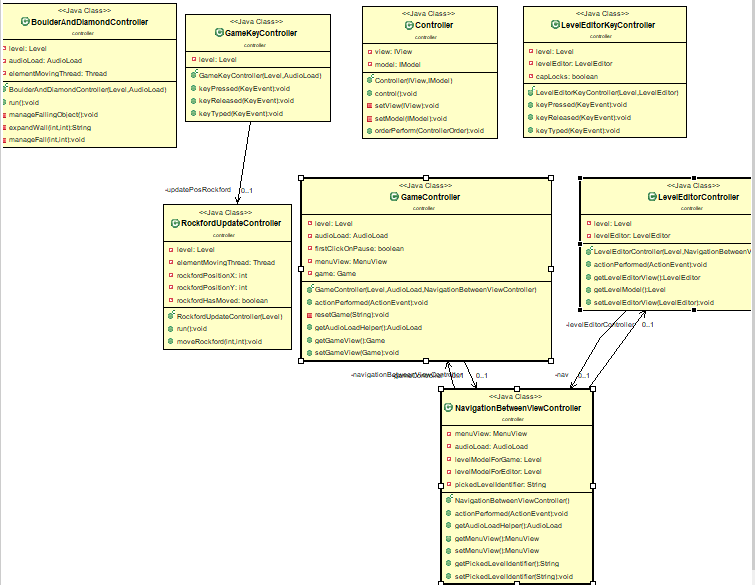 <<Java Class>>
BoulderAndDiamondController
controller
level: Level
audioLoad: AudioLoad
elementMovingThread: Thread
BoulderAndDiamondController(Level,AudioLoad)
run():void
manageFallingObject():void
expandWall(int,int):String
manageFall(int,int):void
<<Java Class>>
GameKeyController
controller
level: Level
GameKeyController(Level,AudioLoad)
keyPressed(KeyEvent):void
keyReleased(KeyEvent):void
keyTyped(KeyEvent):void
<<Java Class>>
Controller
controller
view: IView
model: IModel
Controller(IView,IModel)
control():void
setView(IView):void
setModel(IModel):void
orderPerform(ControllerOrder):void
<<Java Class>>
LevelEditorKeyController
controller
level: Level
levelEditor: LevelEditor
capLocks: boolean
LevelEditorKeyController(Level,LevelEditor)
keyPressed(KeyEvent):void
keyReleased(KeyEvent):void
keyTyped(KeyEvent):void
-updatePosRockford 0..1
<<Java Class>>
RockfordUpdateController
controller
level: Level
elementMovingThread: Thread
rockfordPositionX: int
rockfordPositionY: int
rockfordHasMoved: boolean
RockfordUpdateController(Level)
run():void
moveRockford(int,int):void
<<Java Class>>
GameController
controller
level: Level
audioLoad: AudioLoad
firstClickOnPause: boolean
menuView: MenuView
game: Game
GameController(Level,AudioLoad,NavigationBetweenViewController)
actionPerformed(ActionEvent):void
resetGame(String):void
getAudioLoadHelper():AudioLoad
getGameView():Game
setGameView(Game):void
<<Java Class>>
LevelEditorController
controller
level: Level
levelEditor: LevelEditor
LevelEditorController(Level,NavigationBetweenV
actionPerformed(ActionEvent):void
getLevelEditorView():LevelEditor
getLevelModel():Level
setLevelEditorView(LevelEditor):void
-levelEditorController 0..1
-navigationBetweenViewController 0..1
-nav 0..1
<<Java Class>>
NavigationBetweenViewController
controller
menuView: MenuView
audioLoad: AudioLoad
levelModelForGame: Level
levelModelForEditor: Level
pickedLevelIdentifier: String
NavigationBetweenViewController()
actionPerformed(ActionEvent):void
getAudioLoadHelper():AudioLoad
getMenuView():MenuView
setMenuView():MenuView
getPickedLevelIdentifier():String
setPickedLevelIdentifier(String):void